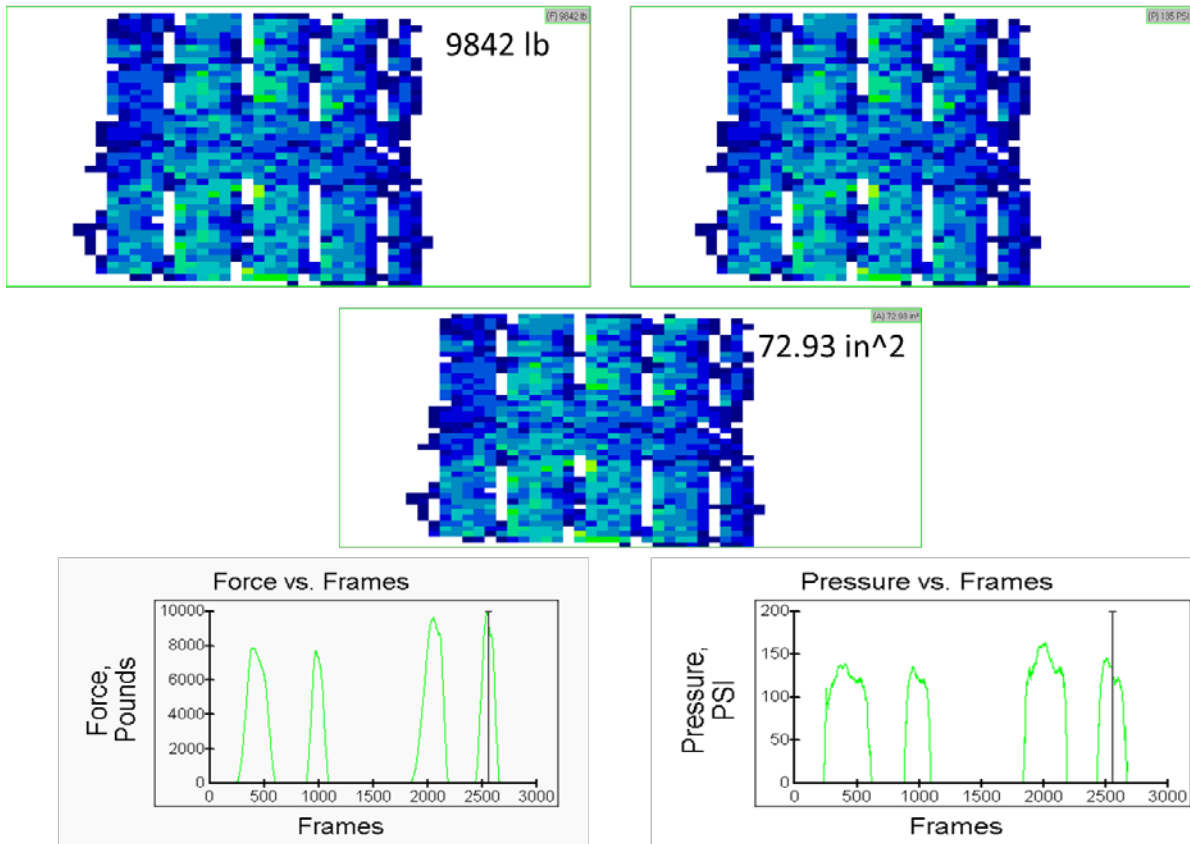 (F) 9842 lb
9842 lb
(P) 135 PSI
(A) 72.93 in²
72.93 in^2
Force vs. Frames
10000
8000
6000
4000
2000
0
Force,
Pounds
0 500 1000 1500 2000 2500 3000
Frames
Pressure vs. Frames
200
150
100
50
0
Pressure,
PSI
0 500 1000 1500 2000 2500 3000
Frames